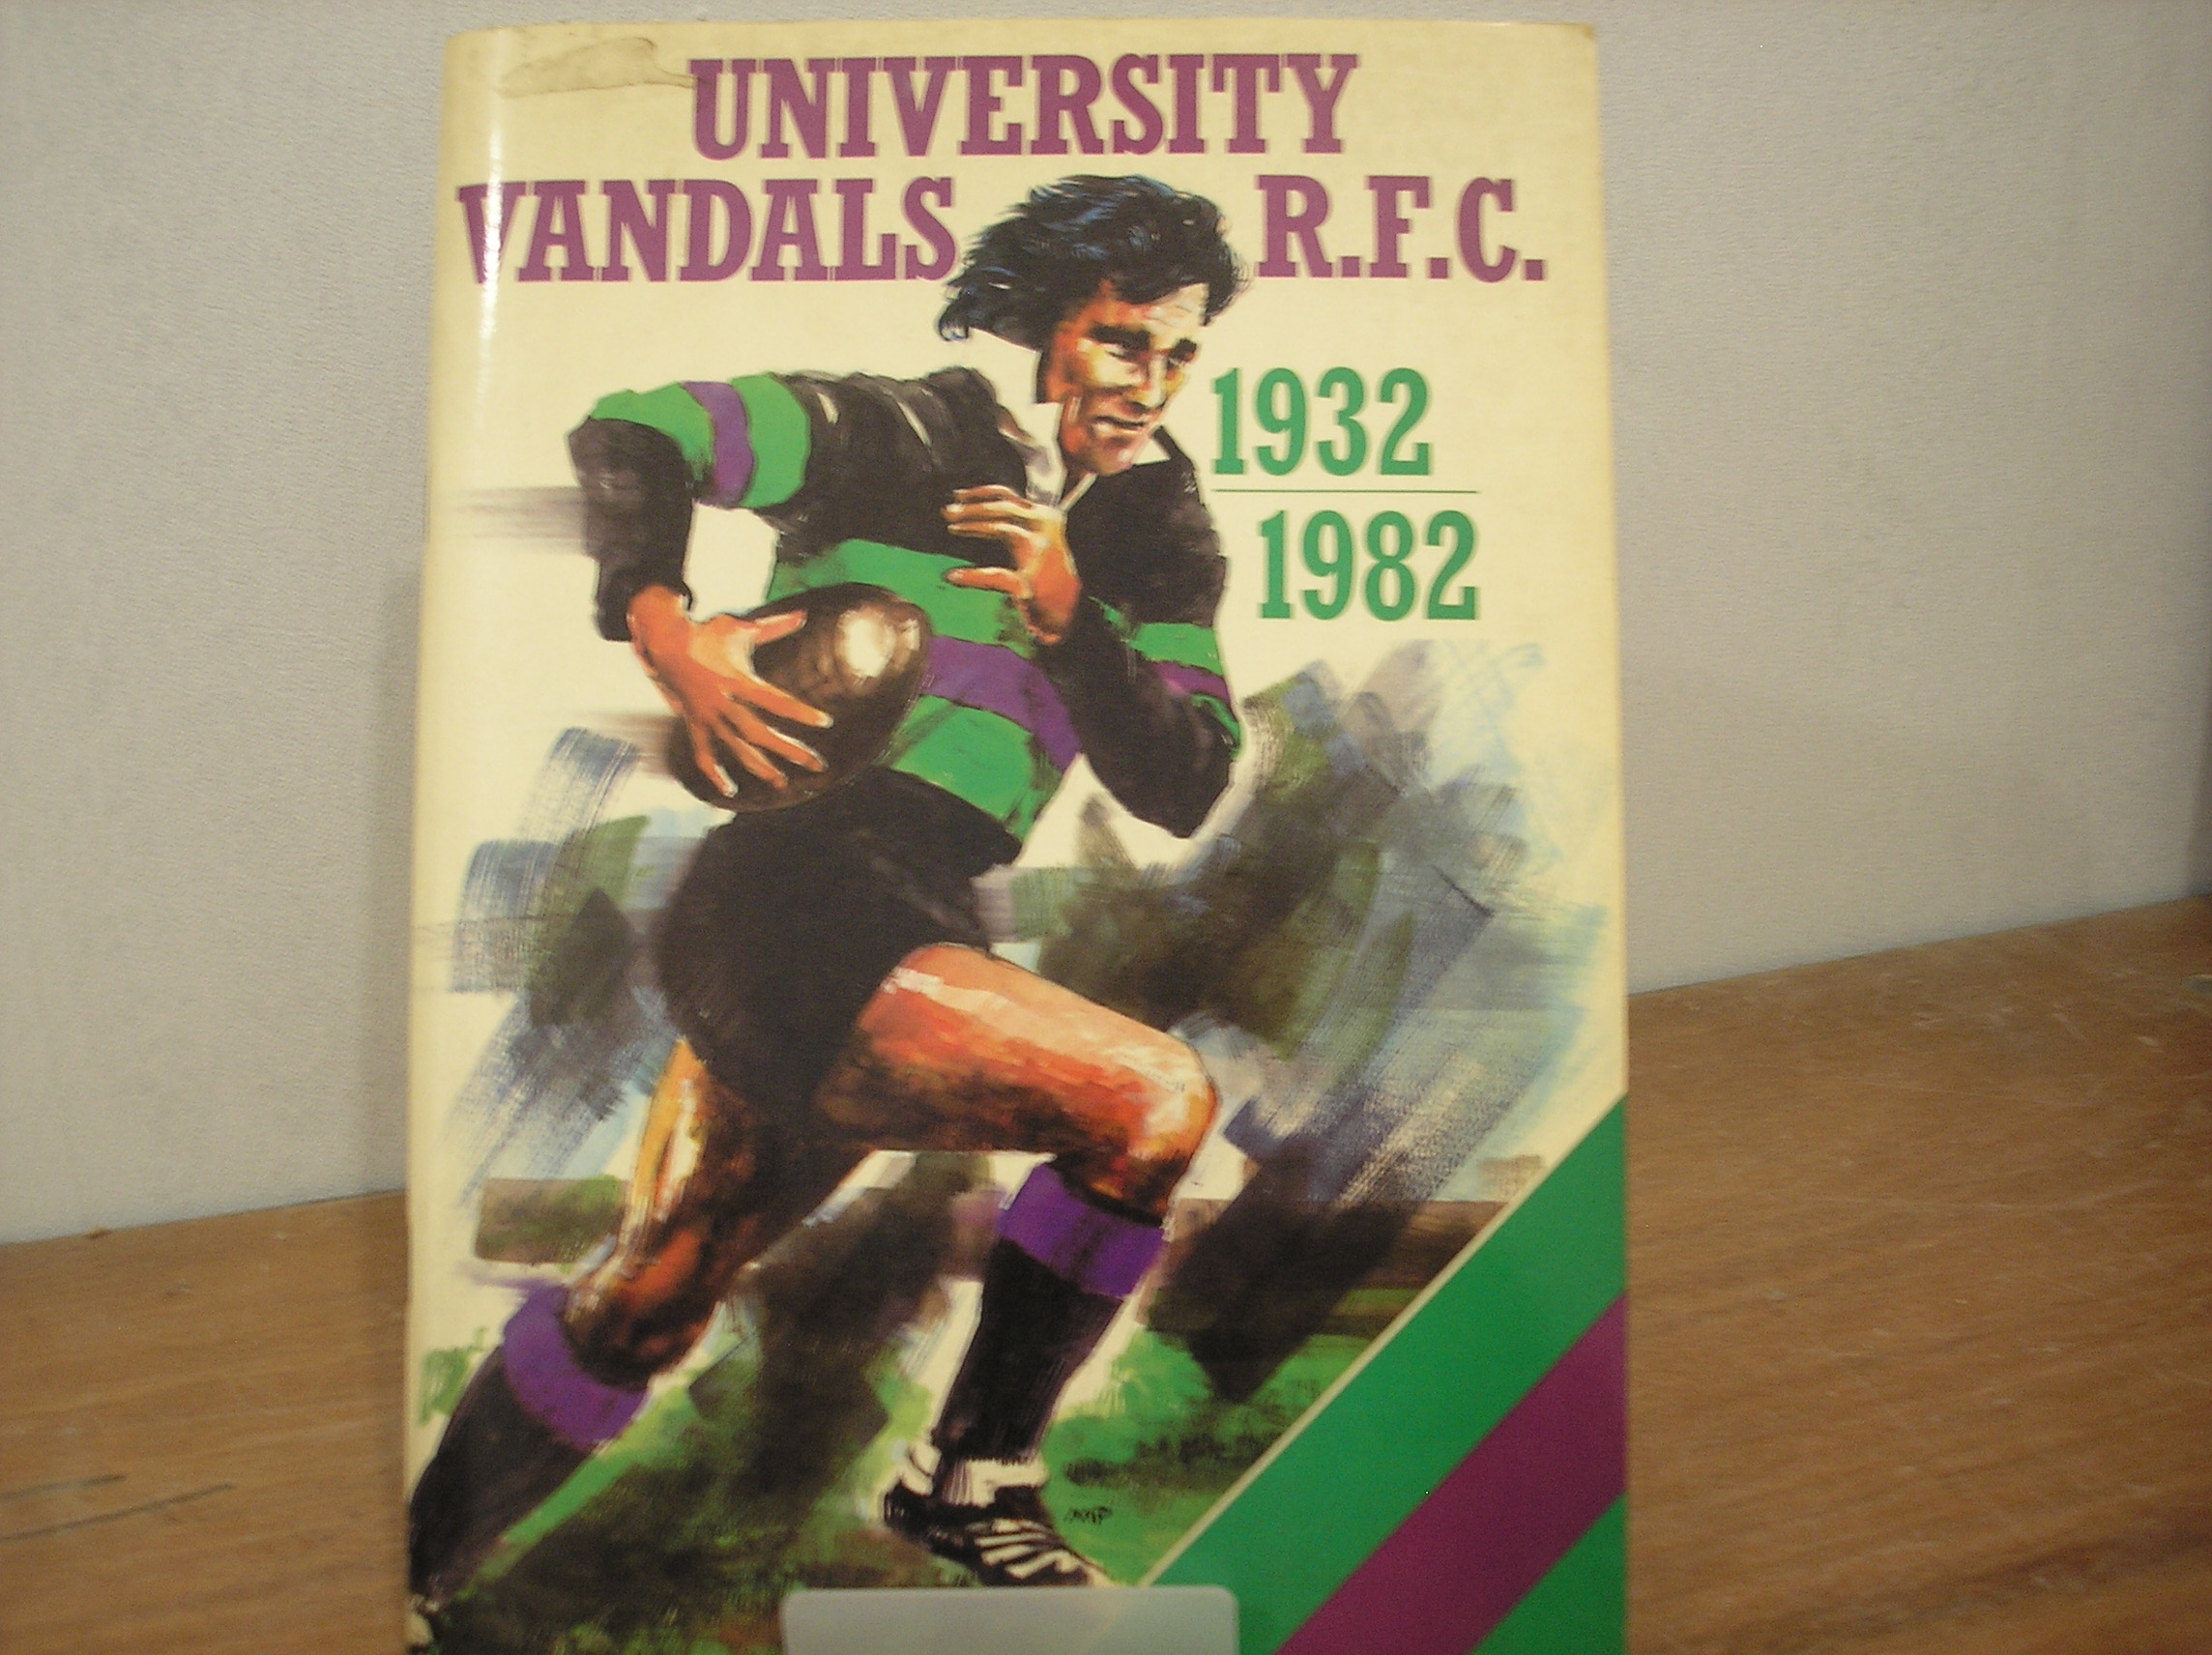 UNIVERSITY
VANDALS R.F.C.
1932
1982